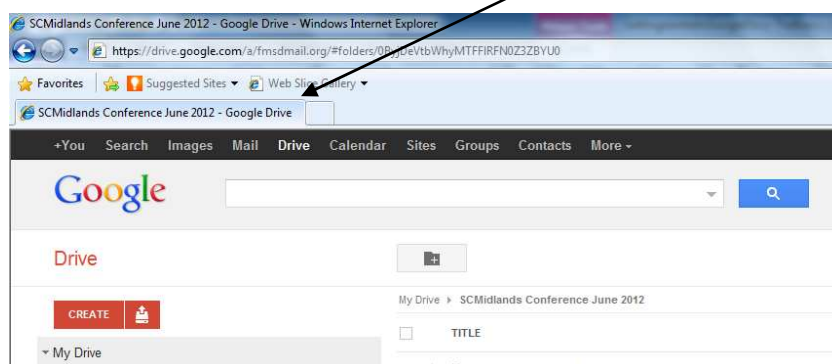 SCMidlands Conference June 2012 - Google Drive - Windows Internet Explorer
https://drive.google.com/a/fmsdmail.org/#folders/
Favorites Suggested Sites Web Slice Gallery
SCMidlands Conference June 2012 - Google Drive
+You Search Images Mail Drive Calendar Sites Groups Contacts More
Google
Drive
CREATE
My Drive SCMidlands Conference June 2012
TITLE
My Drive